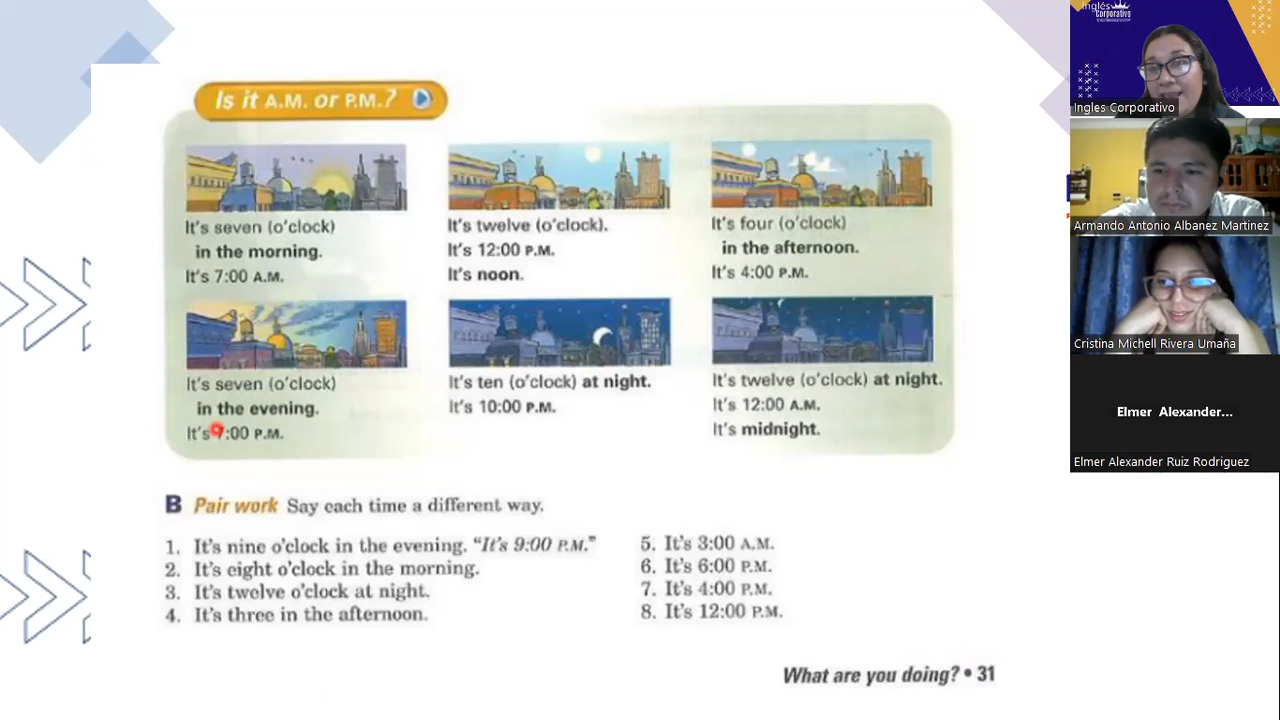 Is it A.M. or P.M.?
It's seven (o'clock)
in the morning.
It's 7:00 A.M.
It's twelve (o'clock).
It's 12:00 P.M.
It's noon.
It's four (o'clock)
in the afternoon.
It's 4:00 P.M.
It's seven (o'clock)
in the evening.
It's 7:00 P.M.
It's ten (o'clock) at night.
It's 10:00 P.M.
It's twelve (o'clock) at night.
It's 12:00 A.M.
It's midnight.
B Pair work Say each time a different way.
1. It's nine o'clock in the evening. "It's 9:00 P.M."
2. It's eight o'clock in the morning.
3. It's twelve o'clock at night.
4. It's three in the afternoon.
5. It's 3:00 A.M.
6. It's 6:00 P.M.
7. It's 4:00 P.M.
8. It's 12:00 P.M.
What are you doing? • 31
Inglés
corporativo
Ingles Corporativo
Armando Antonio Albanez Martinez
Cristina Michell Rivera Umaña
Elmer Alexander...
Elmer Alexander Ruiz Rodriguez